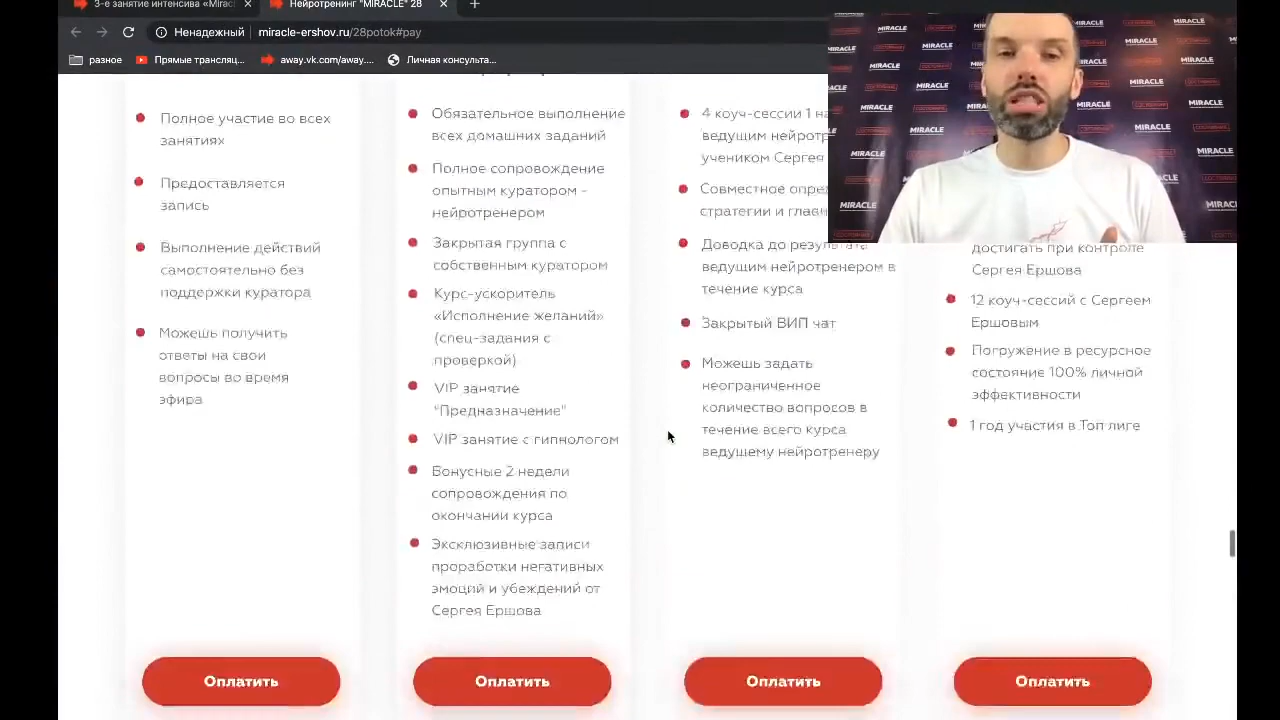 3-е занятие интенсива «Mirac
Нейротренинг "MIRACLE" 28
Ненадежный
miracle-ershov.ru/28potok#pay
разное
Прямые трансляц...
away.vk.com/away....
Личная консульта...
Полное участие во всех
занятиях
Предоставляется
запись
Выполнение действий
самостоятельно без
поддержки куратора
Можешь получить
ответы на свои
вопросы во время
эфира
Оплатить
Обязательное выполнение
всех домашних заданий
Полное сопровождение
опытным куратором -
нейротренером
Закрытая группа с
собственным куратором
Курс-ускоритель
«Исполнение желаний»
(спец-задания с
проверкой)
VIP занятие
"Предназначение"
VIP занятие с гипнологом
Бонусные 2 недели
сопровождения по
окончании курса
Эксклюзивные записи
проработки негативных
эмоций и убеждений от
Сергея Ершова
Оплатить
4 коуч-сессии 1 на
ведущим нейротр
учеником Сергея
Совместное опред
стратегии и главн
Доводка до результата
ведущим нейротренером в
течение курса
Закрытый ВИП чат
Можешь задать
неограниченное
количество вопросов в
течение всего курса
ведущему нейротренеру
Оплатить
достигать при контроле
Сергея Ершова
12 коуч-сессий с Сергеем
Ершовым
Погружение в ресурсное
состояние 100% личной
эффективности
1 год участия в Топ лиге
Оплатить
MIRACLE
MIRACLE
MIRACLE
MIRACLE
MIRACLE